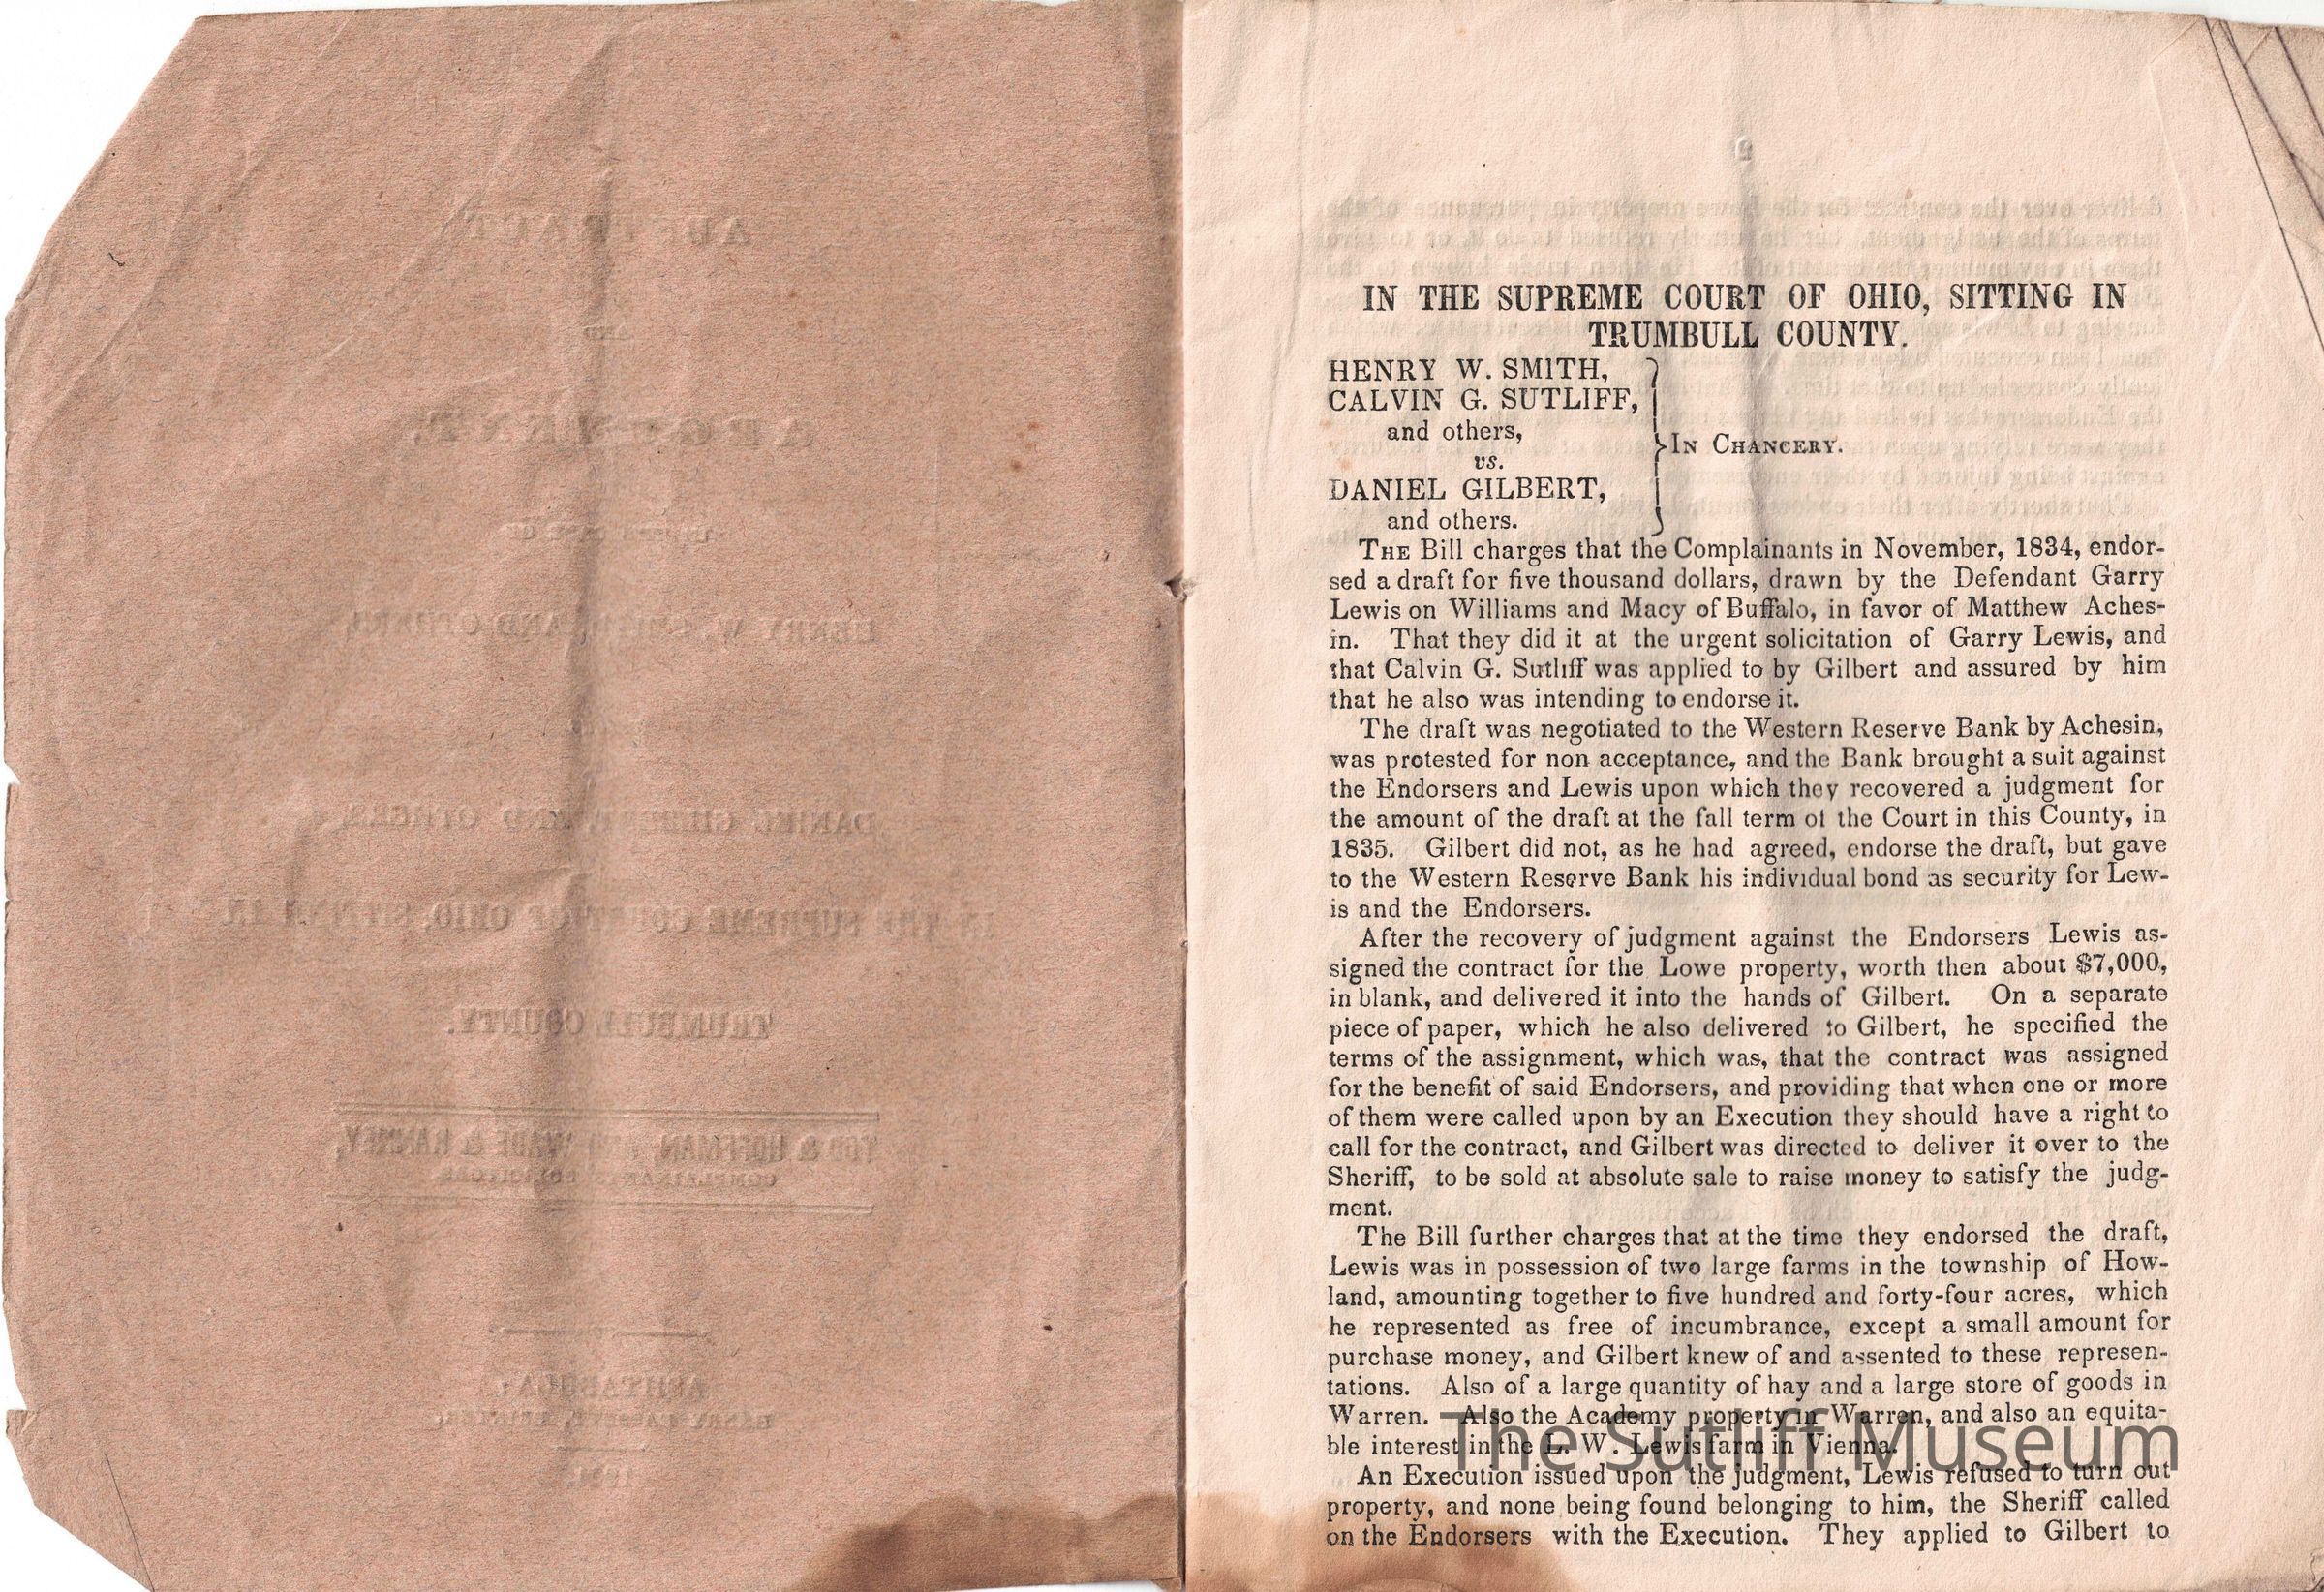 IN THE SUPREME COURT OF OHIO, SITTING IN
TRUMBULL COUNTY.
HENRY W. SMITH,
CALVIN G. SUTLIFF,
and others,
vs.
DANIEL GILBERT,
and others.
IN CHANCERY.
THE Bill charges that the Complainants in November, 1834, endor-
sed a draft for five thousand dollars, drawn by the Defendant Garry
Lewis on Williams and Macy of Buffalo, in favor of Matthew Aches-
in. That they did it at the urgent solicitation of Garry Lewis, and
that Calvin G. Sutliff was applied to by Gilbert and assured by him
that he also was intending to endorse it.
The draft was negotiated to the Western Reserve Bank by Achesin,
was protested for non acceptance, and the Bank brought a suit against
the Endorsers and Lewis upon which they recovered a judgment for
the amount of the draft at the fall term of the Court in this County, in
1835. Gilbert did not, as he had agreed, endorse the draft, but gave
to the Western Reserve Bank his individual bond as security for Lew-
is and the Endorsers.
After the recovery of judgment against the Endorsers Lewis as-
signed the contract for the Lowe property, worth then about $7,000,
in blank, and delivered it into the hands of Gilbert. On a separate
piece of paper, which he also delivered to Gilbert, he specified the
terms of the assignment, which was, that the contract was assigned
for the benefit of said Endorsers, and providing that when one or more
of them were called upon by an Execution they should have a right to
call for the contract, and Gilbert was directed to deliver it over to the
Sheriff, to be sold at absolute sale to raise money to satisfy the judg-
ment.
The Bill further charges that at the time they endorsed the draft,
Lewis was in possession of two large farms in the township of How-
land, amounting together to five hundred and forty-four acres, which
he represented as free of incumbrance, except a small amount for
purchase money, and Gilbert knew of and assented to these represen-
tations. Also of a large quantity of hay and a large store of goods in
Warren. Also the Academy property in Warren, and also an equita-
ble interest in the L. W. Lewis farm in Vienna.
An Execution issued upon the judgment, Lewis refused to turn out
property, and none being found belonging to him, the Sheriff called
on the Endorsers with the Execution. They applied to Gilbert to
The Sutliff Museum